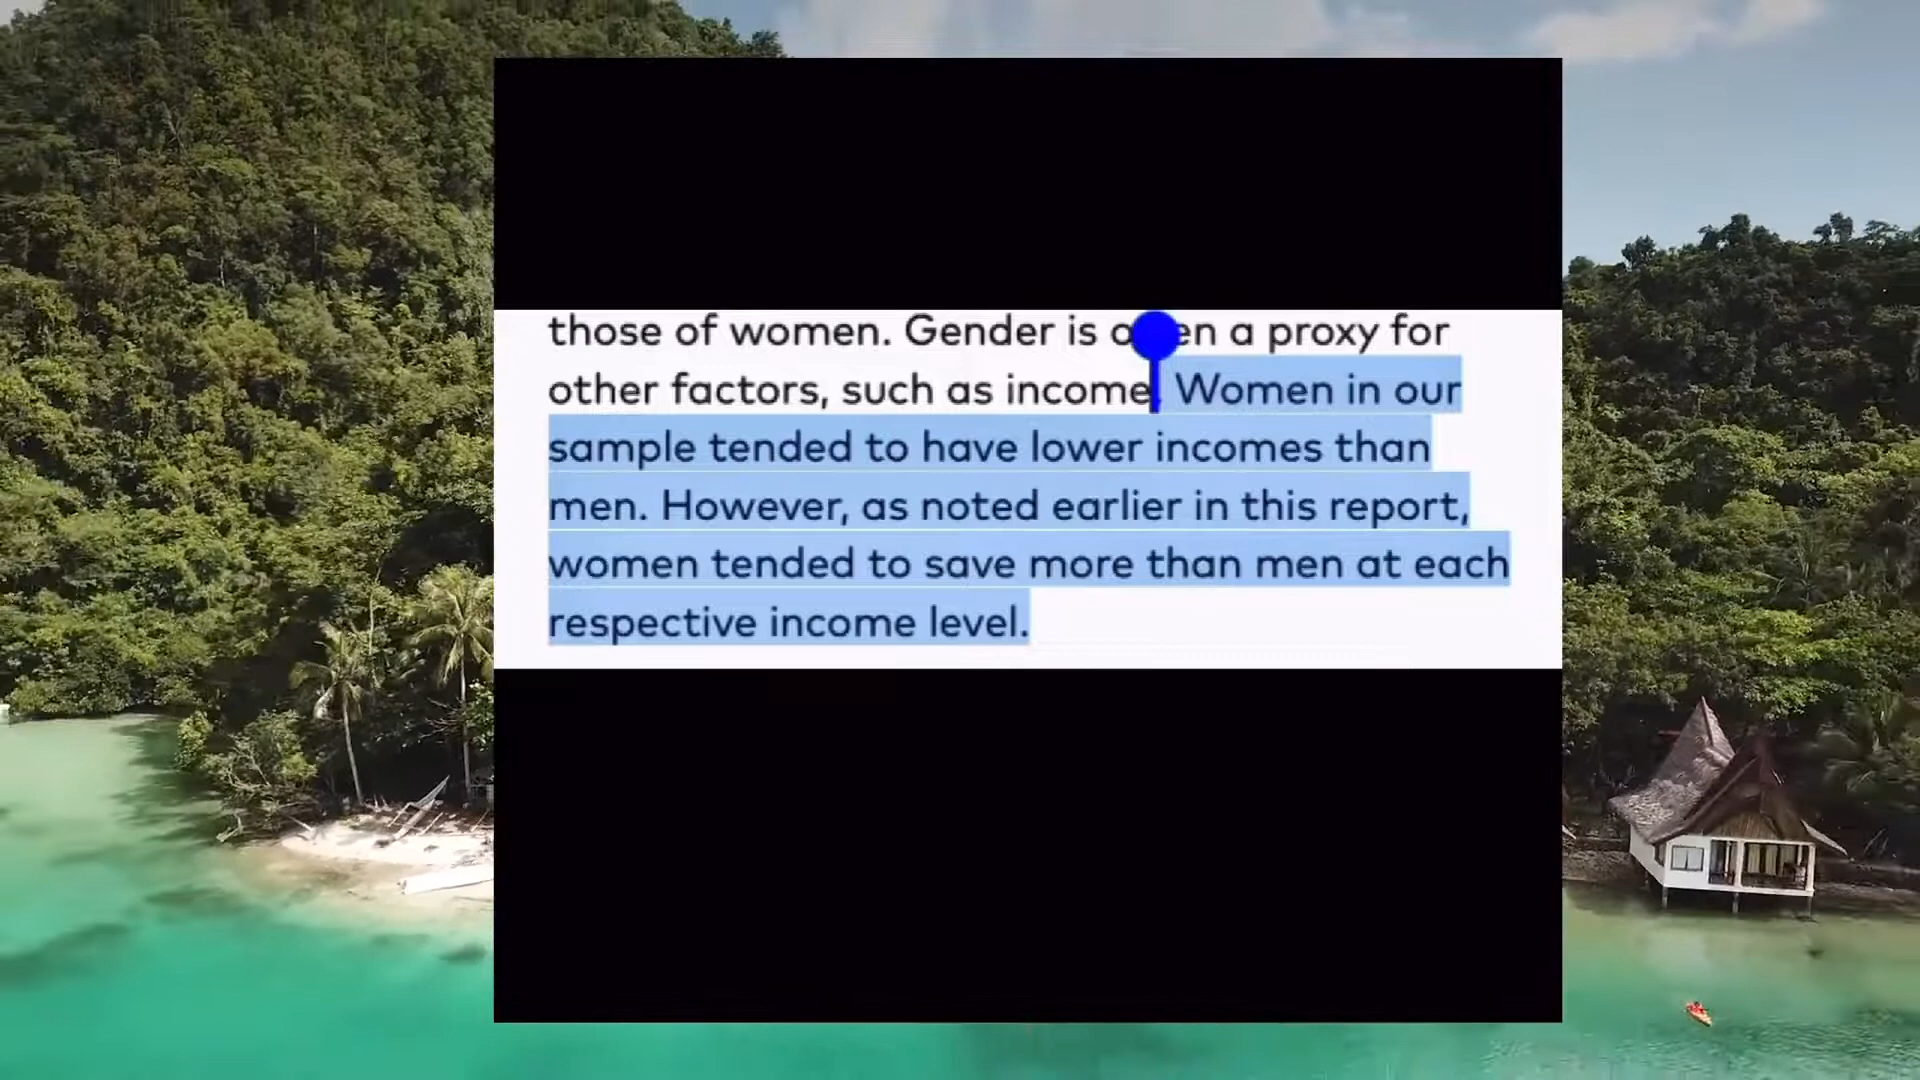 those of women. Gender is a proxy for
other factors, such as income. Women in our
sample tended to have lower incomes than
men. However, as noted earlier in this report,
women tended to save more than men at each
respective income level.